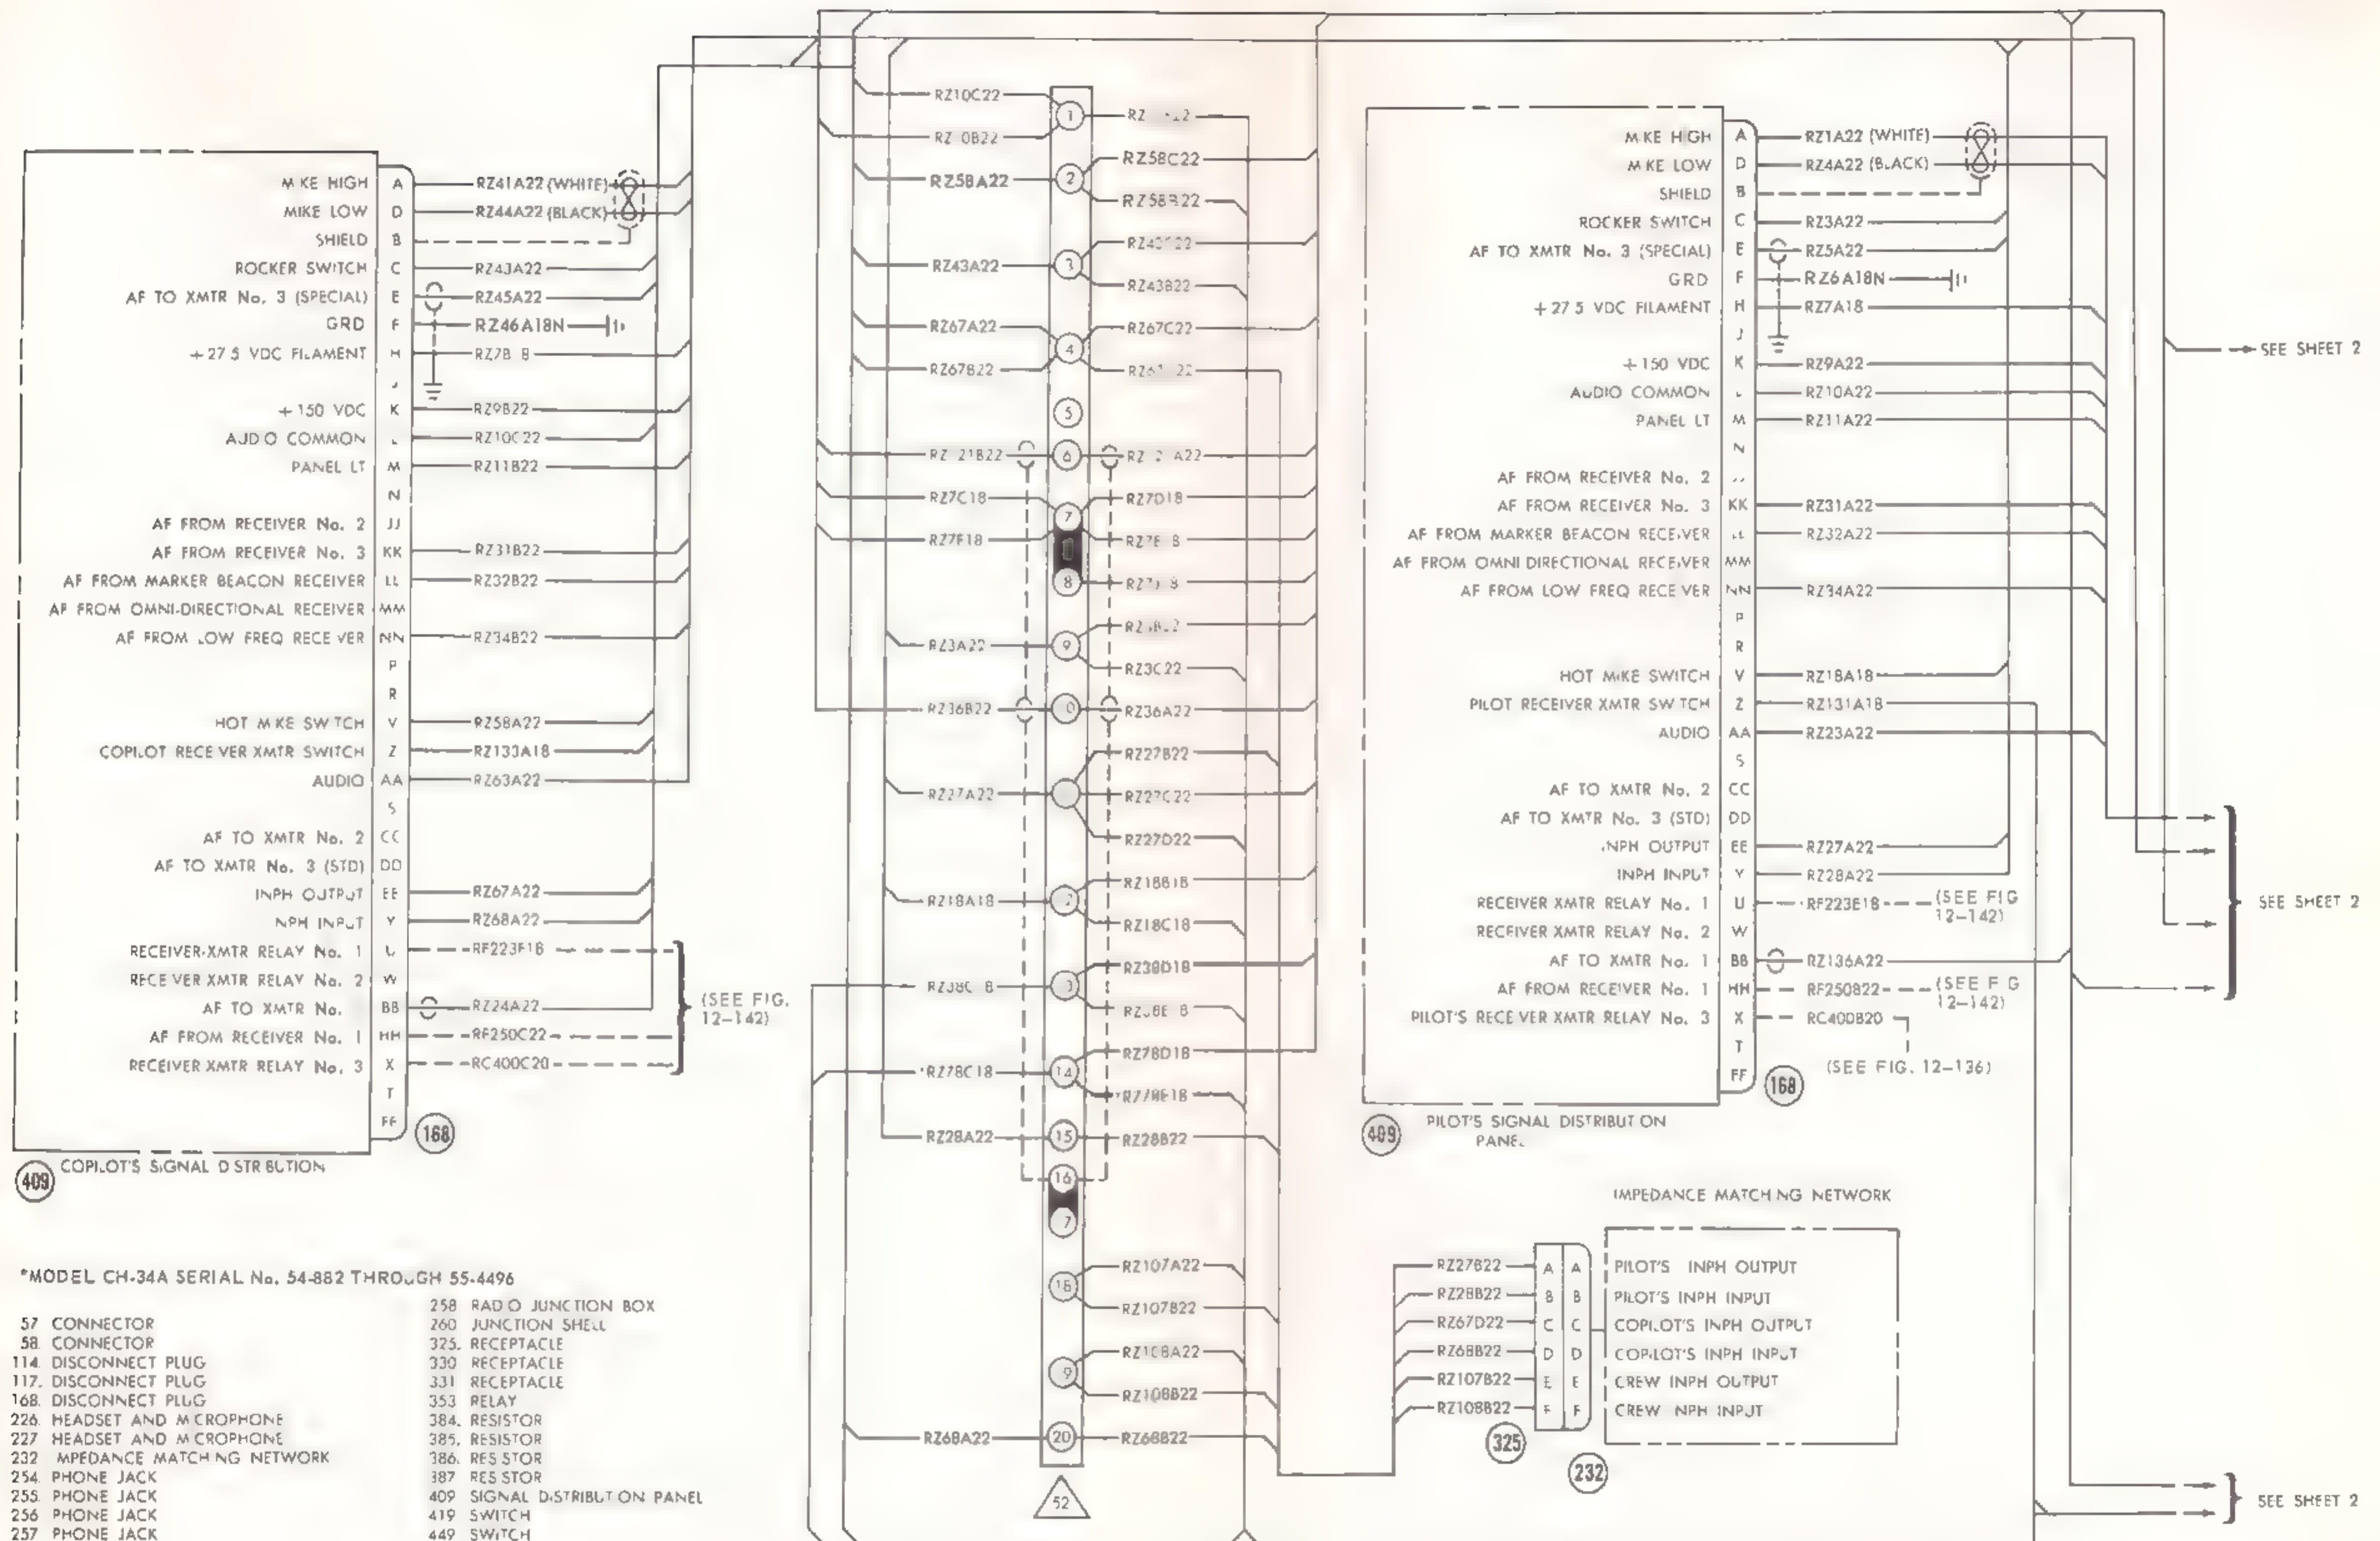 MIKE HIGH A RZ41A22 (WHITE)
MIKE LOW D RZ44A22 (BLACK)
SHIELD B
ROCKER SWITCH C RZ43A22
AF TO XMTR No. 3 (SPECIAL) E RZ45A22
GRD F RZ46A18N
+27 5 VDC FILAMENT H
J
+150 VDC K RZ9B22
AUDIO COMMON L RZ10C22
PANEL LT M RZ11B22
N
AF FROM RECEIVER No. 2 JJ
AF FROM RECEIVER No. 3 KK RZ31B22
AF FROM MARKER BEACON RECEIVER LL RZ32B22
AF FROM OMNI-DIRECTIONAL RECEIVER MM
AF FROM LOW FREQ RECEIVER NN RZ34B22
P
R
HOT MIKE SWITCH V RZ58A22
COPILOT RECEIVER XMTR SWITCH Z RZ133A18
AUDIO AA RZ63A22
S
AF TO XMTR No. 2 CC
AF TO XMTR No. 3 (STD) DD
INPH OUTPUT EE RZ67A22
INPH INPUT Y RZ68A22
RECEIVER-XMTR RELAY No. 1 U RF223F18
RECEIVER XMTR RELAY No. 2 W
AF TO XMTR No. BB RZ24A22
AF FROM RECEIVER No. 1 HH RF250C22
RECEIVER XMTR RELAY No. 3 X RC400C20
T
FF
(SEE FIG.
12-142)
168
409 COPILOT'S SIGNAL DISTRIBUTION
RZ10C22
1
RZ58A22 2 RZ58C22
RZ58B22
RZ43A22 3
RZ43B22
RZ67A22 4 RZ67C22
RZ67B22
5
6
RZ7C18 7 RZ7D18
RZ7F18
8
RZ3A22 9
RZ3C22
RZ36B22 RZ36A22
RZ27B22
RZ27A22 RZ27C22
RZ27D22
RZ18A18 RZ18B18
RZ18C18
RZ38D18
*RZ78C18 14 RZ78D18
*RZ78E18
RZ28A22 15 RZ28B22
16
18 RZ107A22
RZ107B22
RZ108A22
RZ108B22
RZ68A22 20 RZ68B22
52
MIKE HIGH A RZ1A22 (WHITE)
MIKE LOW D RZ4A22 (BLACK)
SHIELD B
ROCKER SWITCH C RZ3A22
AF TO XMTR No. 3 (SPECIAL) E RZ5A22
GRD F RZ6A18N
+27 5 VDC FILAMENT H RZ7A18
J
+150 VDC K RZ9A22
AUDIO COMMON L RZ10A22
PANEL LT M RZ11A22
N
AF FROM RECEIVER No. 2
AF FROM RECEIVER No. 3 KK RZ31A22
AF FROM MARKER BEACON RECEIVER LL RZ32A22
AF FROM OMNI DIRECTIONAL RECEIVER MM
AF FROM LOW FREQ RECEIVER NN RZ34A22
P
R
HOT MIKE SWITCH V RZ18A18
PILOT RECEIVER XMTR SWITCH Z RZ131A18
AUDIO AA RZ23A22
S
AF TO XMTR No. 2 CC
AF TO XMTR No. 3 (STD) DD
INPH OUTPUT EE RZ27A22
INPH INPUT Y RZ28A22
RECEIVER XMTR RELAY No. 1 U RF223E18 (SEE FIG
12-142)
RECEIVER XMTR RELAY No. 2 W
AF TO XMTR No. 1 BB RZ136A22
AF FROM RECEIVER No. 1 HH RF250B22 (SEE FIG
12-142)
PILOT'S RECEIVER XMTR RELAY No. 3 X RC400B20
T
(SEE FIG. 12-136)
FF
168
409 PILOT'S SIGNAL DISTRIBUTION
PANEL
SEE SHEET 2
SEE SHEET 2
SEE SHEET 2
IMPEDANCE MATCHING NETWORK
RZ27B22 A A PILOT'S INPH OUTPUT
RZ28B22 B B PILOT'S INPH INPUT
RZ67D22 C C COPILOT'S INPH OUTPUT
RZ68B22 D D COPILOT'S INPH INPUT
RZ107B22 E E CREW INPH OUTPUT
RZ108B22 F F CREW INPH INPUT
325
232
*MODEL CH-34A SERIAL No. 54-882 THROUGH 55-4496
57 CONNECTOR
58. CONNECTOR
114. DISCONNECT PLUG
117. DISCONNECT PLUG
168. DISCONNECT PLUG
226. HEADSET AND MICROPHONE
227 HEADSET AND MICROPHONE
232 IMPEDANCE MATCHING NETWORK
254. PHONE JACK
255. PHONE JACK
256 PHONE JACK
257 PHONE JACK
258 RADIO JUNCTION BOX
260 JUNCTION SHELL
325. RECEPTACLE
330 RECEPTACLE
331 RECEPTACLE
353 RELAY
384. RESISTOR
385. RESISTOR
386. RESISTOR
387 RESISTOR
409 SIGNAL DISTRIBUTION PANEL
419 SWITCH
449 SWITCH